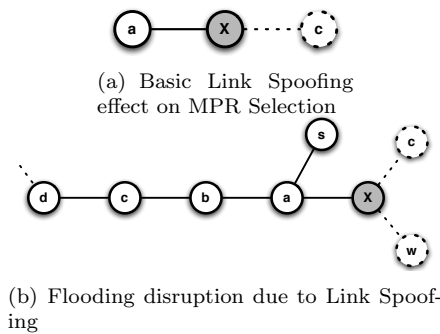 a X c
(a) Basic Link Spoofing
effect on MPR Selection
s
c
d c b a X
w
(b) Flooding disruption due to Link Spoof-
ing